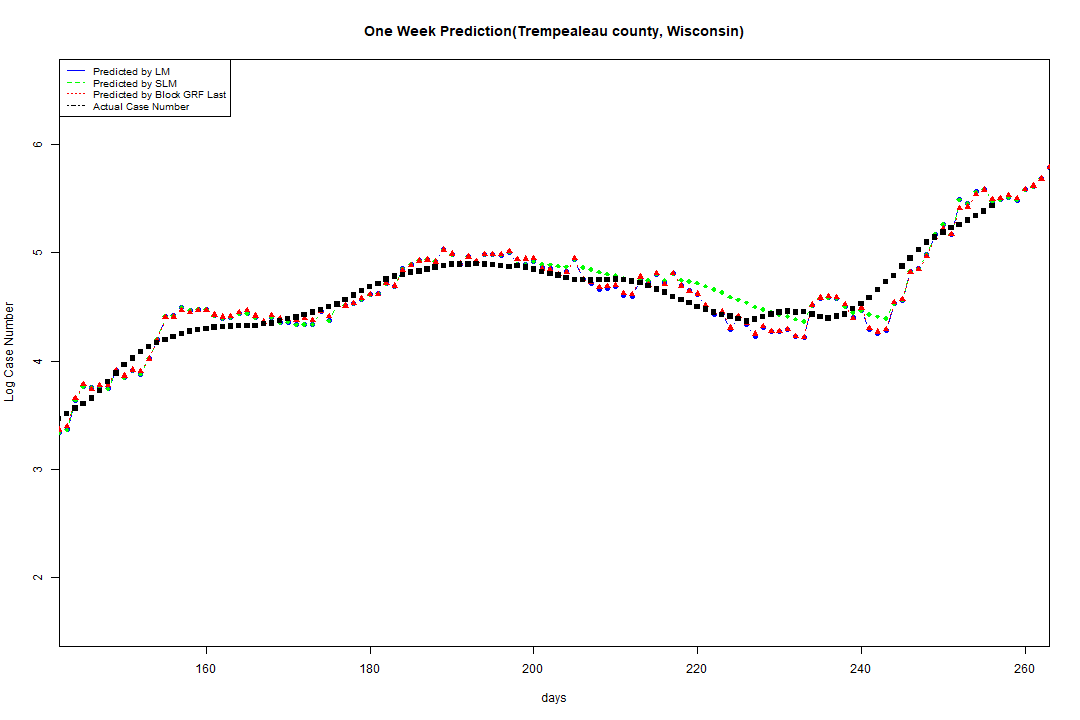 One Week Prediction(Trempealeau county, Wisconsin)
Predicted by LM
Predicted by SLM
Predicted by Block GRF Last
Actual Case Number
Log Case Number
6
5
4
3
2
160 180 200 220 240 260
days